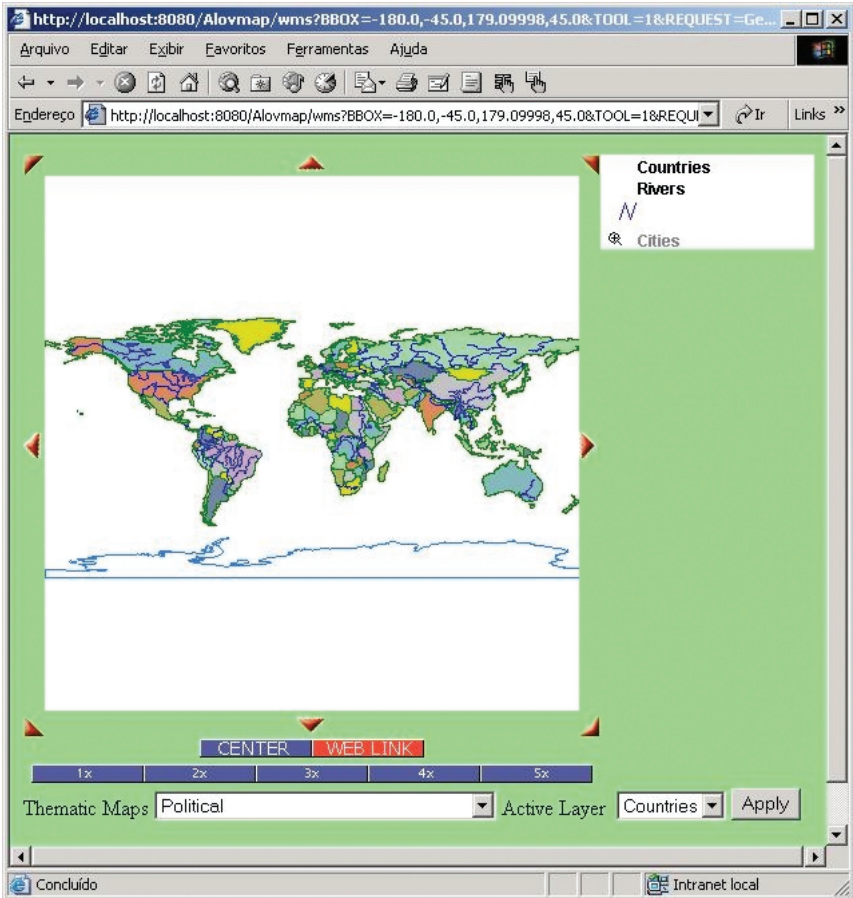 http://localhost:8080/Alovmap/wms?BBOX=-180.0,-45.0,179.09998,45.0&TOOL=1&REQUEST=Ge...
Arquivo Editar Exibir Favoritos Ferramentas Ajuda
Endereço http://localhost:8080/Alovmap/wms?BBOX=-180.0,-45.0,179.09998,45.0&TOOL=1&REQU Ir Links »
Countries
Rivers
Cities
CENTER WEB LINK
1x 2x 3x 4x 5x
Thematic Maps Political Active Layer Countries Apply
Concluído Intranet local